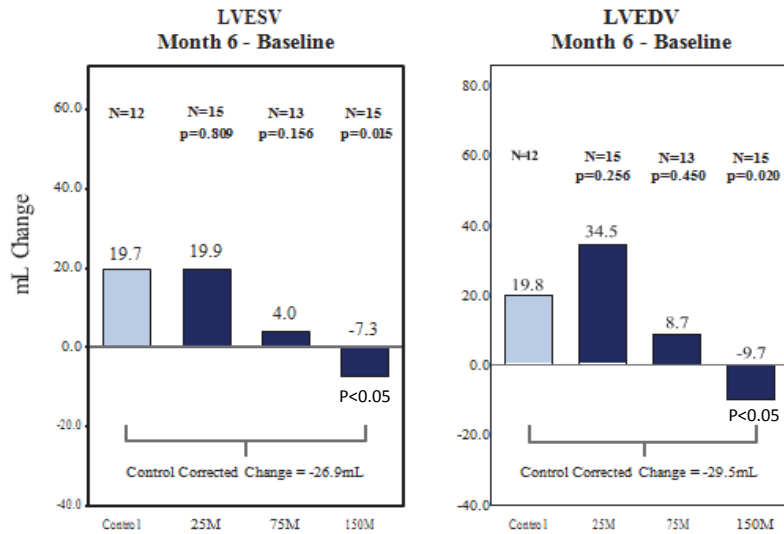 LVESV
Month 6 - Baseline
mL Change
60.0
40.0
20.0
0.0
-20.0
-40.0
N=12
N=15
p=0.809
N=13
p=0.156
N=15
p=0.015
19.7
19.9
4.0
-7.3
P<0.05
Control Corrected Change = -26.9mL
Control
25M
75M
150M
LVEDV
Month 6 - Baseline
80.0
60.0
40.0
20.0
0.0
-20.0
-40.0
N=12
N=15
p=0.256
N=13
p=0.450
N=15
p=0.020
19.8
34.5
8.7
-9.7
P<0.05
Control Corrected Change = -29.5mL
Control
25M
75M
150M